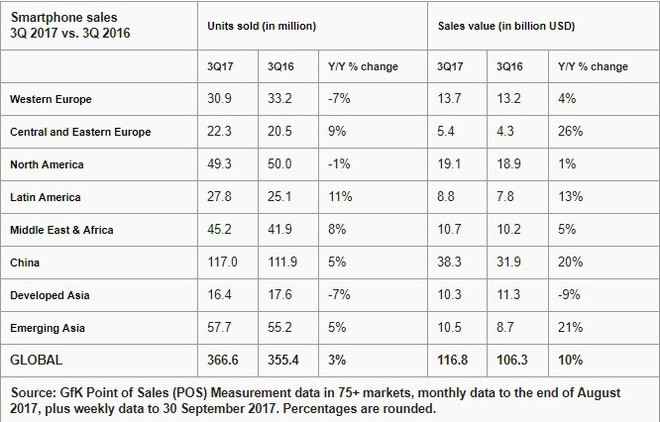 Smartphone sales
3Q 2017 vs. 3Q 2016
Units sold (in million)
Sales value (in billion USD)
3Q17 3Q16 Y/Y % change 3Q17 3Q16 Y/Y % change
Western Europe 30.9 33.2 -7% 13.7 13.2 4%
Central and Eastern Europe 22.3 20.5 9% 5.4 4.3 26%
North America 49.3 50.0 -1% 19.1 18.9 1%
Latin America 27.8 25.1 11% 8.8 7.8 13%
Middle East & Africa 45.2 41.9 8% 10.7 10.2 5%
China 117.0 111.9 5% 38.3 31.9 20%
Developed Asia 16.4 17.6 -7% 10.3 11.3 -9%
Emerging Asia 57.7 55.2 5% 10.5 8.7 21%
GLOBAL 366.6 355.4 3% 116.8 106.3 10%
Source: GfK Point of Sales (POS) Measurement data in 75+ markets, monthly data to the end of August
2017, plus weekly data to 30 September 2017. Percentages are rounded.